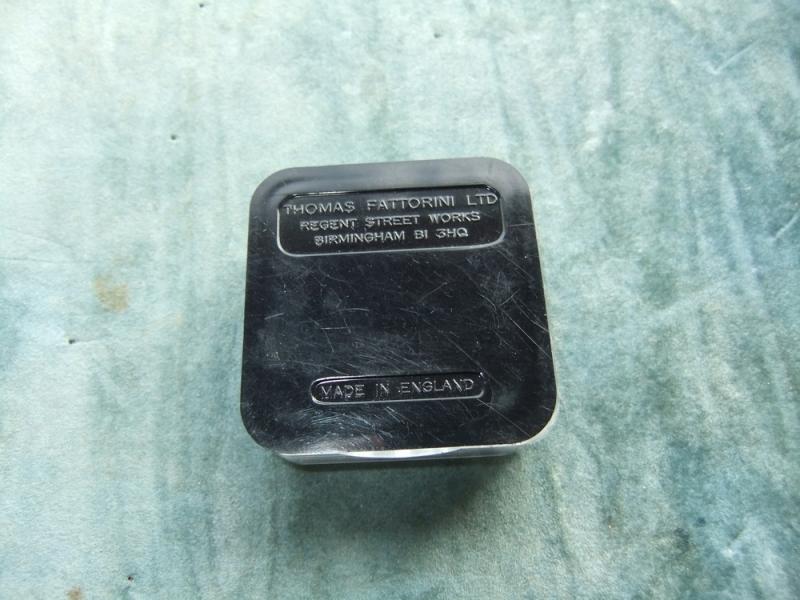 THOMAS FATTORINI LTD
REGENT STREET WORKS
BIRMINGHAM B1 3HQ
MADE IN ENGLAND